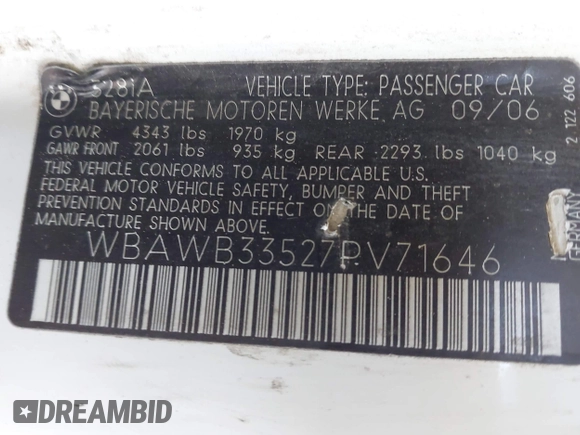 328iA VEHICLE TYPE: PASSENGER CAR
BAYERISCHE MOTOREN WERKE AG 09/06
GVWR 4343 lbs 1970 kg
GAWR FRONT 2061 lbs 935 kg REAR :2293 lbs 1040 kg
THIS VEHICLE CONFORMS TO ALL APPLICABLE U.S.
FEDERAL MOTOR VEHICLE SAFETY, BUMPER AND THEFT
PREVENTION STANDARDS IN EFFECT ON THE DATE OF
MANUFACTURE SHOWN ABOVE.
WBAWB33527PV71646
2 122 606
GERMANY
DREAMBID